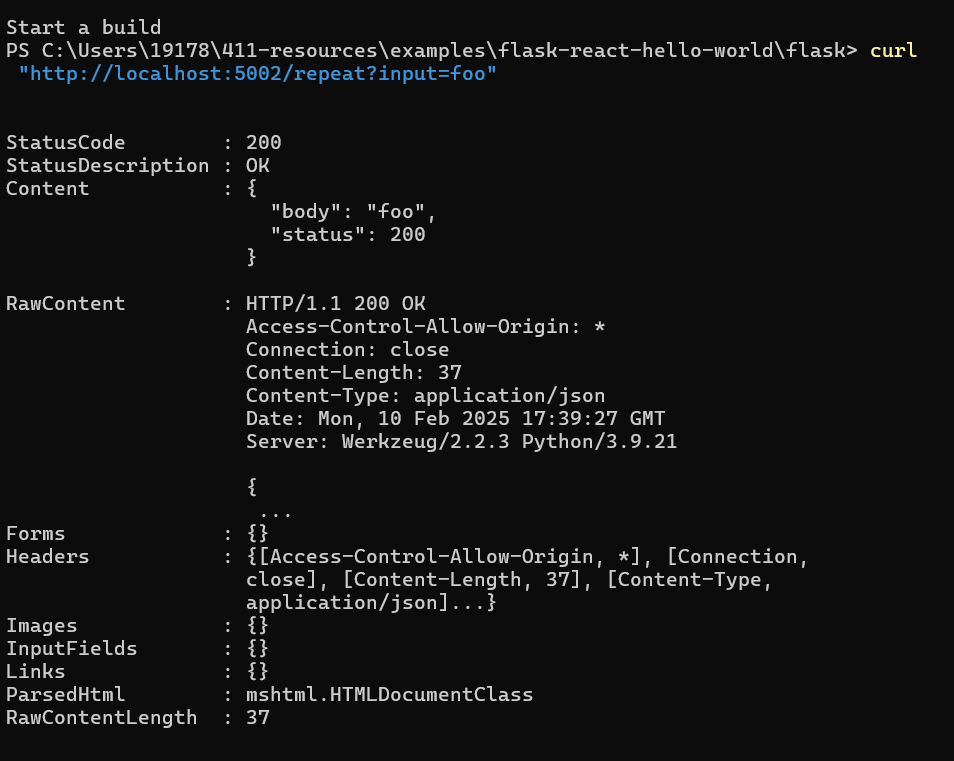 Start a build
PS C:\Users\19178\411-resources\examples\flask-react-hello-world\flask> curl
"http://localhost:5002/repeat?input=foo"
StatusCode        : 200
StatusDescription : OK
Content           : {
                      "body": "foo",
                      "status": 200
                    }
RawContent        : HTTP/1.1 200 OK
                    Access-Control-Allow-Origin: *
                    Connection: close
                    Content-Length: 37
                    Content-Type: application/json
                    Date: Mon, 10 Feb 2025 17:39:27 GMT
                    Server: Werkzeug/2.2.3 Python/3.9.21
                    {
                     ...
Forms             : {}
Headers           : {[Access-Control-Allow-Origin, *], [Connection,
                    close], [Content-Length, 37], [Content-Type,
                    application/json]...}
Images            : {}
InputFields       : {}
Links             : {}
ParsedHtml        : mshtml.HTMLDocumentClass
RawContentLength  : 37